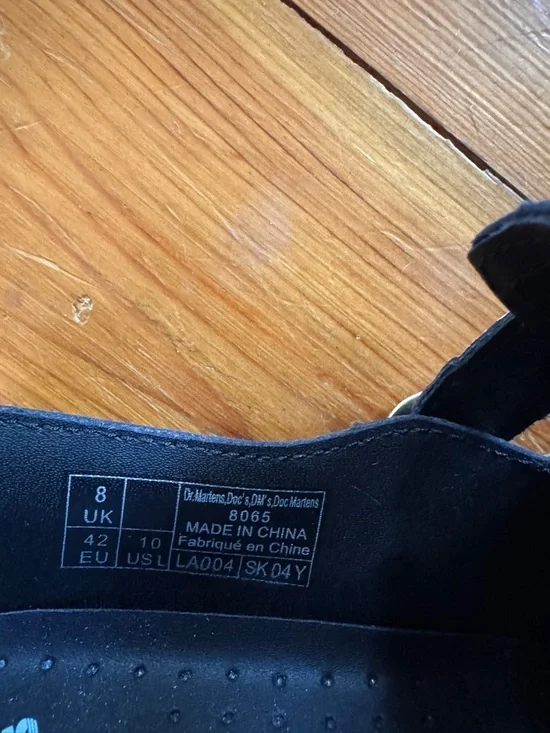 8
UK
42
EU
10
US L
Dr.Martens,Doc's,DM's,Doc Martens
8065
MADE IN CHINA
Fabriqué en Chine
LA004 SK04Y